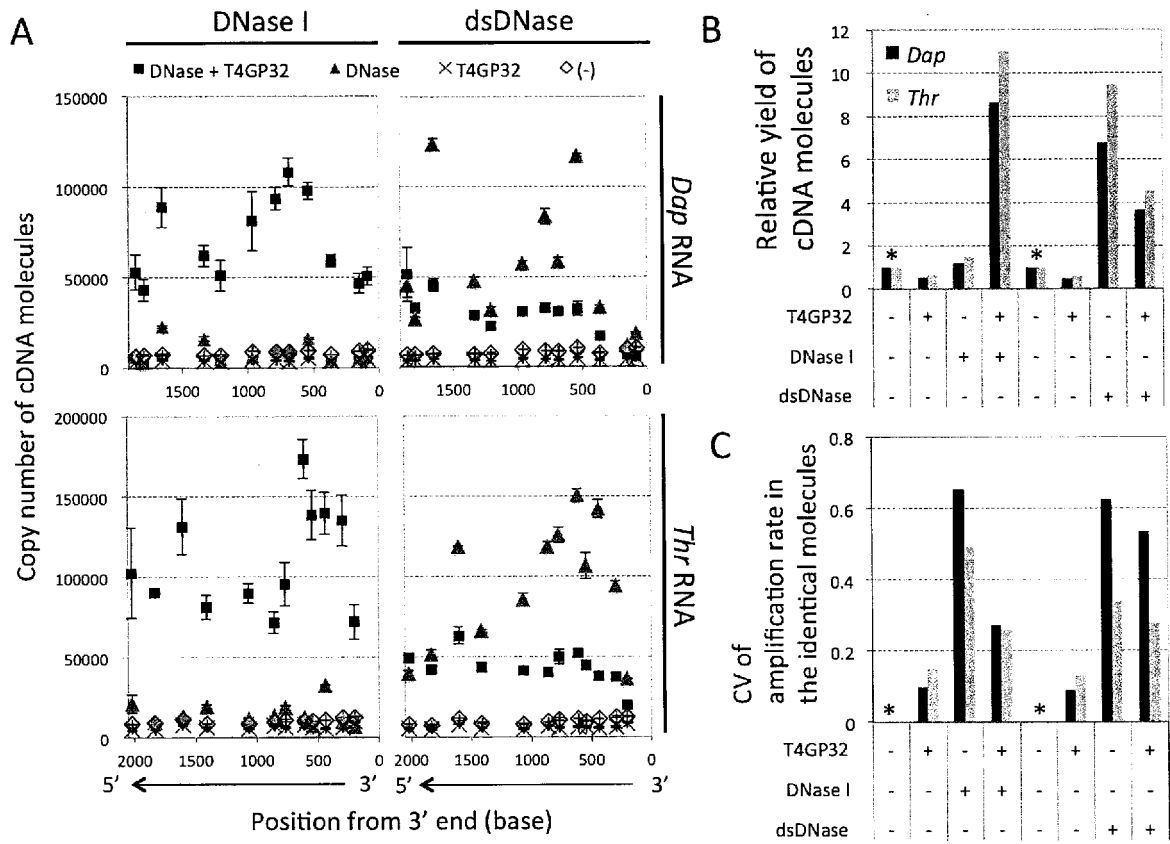 A
DNase I
dsDNase
■ DNase + T4GP32 ▲ DNase × T4GP32 ◇ (-)
Copy number of cDNA molecules
150000
100000
50000
0
1500 1000 500 0
1500 1000 500 0
Dap RNA
200000
150000
100000
50000
0
2000 1500 1000 500 0
2000 1500 1000 500 0
Thr RNA
5' 3'
5' 3'
Position from 3' end (base)
B
Relative yield of
cDNA molecules
12
10
8
6
4
2
0
Dap
Thr
* *
T4GP32 - + - + - + - +
DNase I - - + + - - - -
dsDNase - - - - - - + +
C
CV of
amplification rate in
the identical molecules
0.8
0.6
0.4
0.2
0
* *
T4GP32 - + - + - + - +
DNase I - - + + - - - -
dsDNase - - - - - - + +